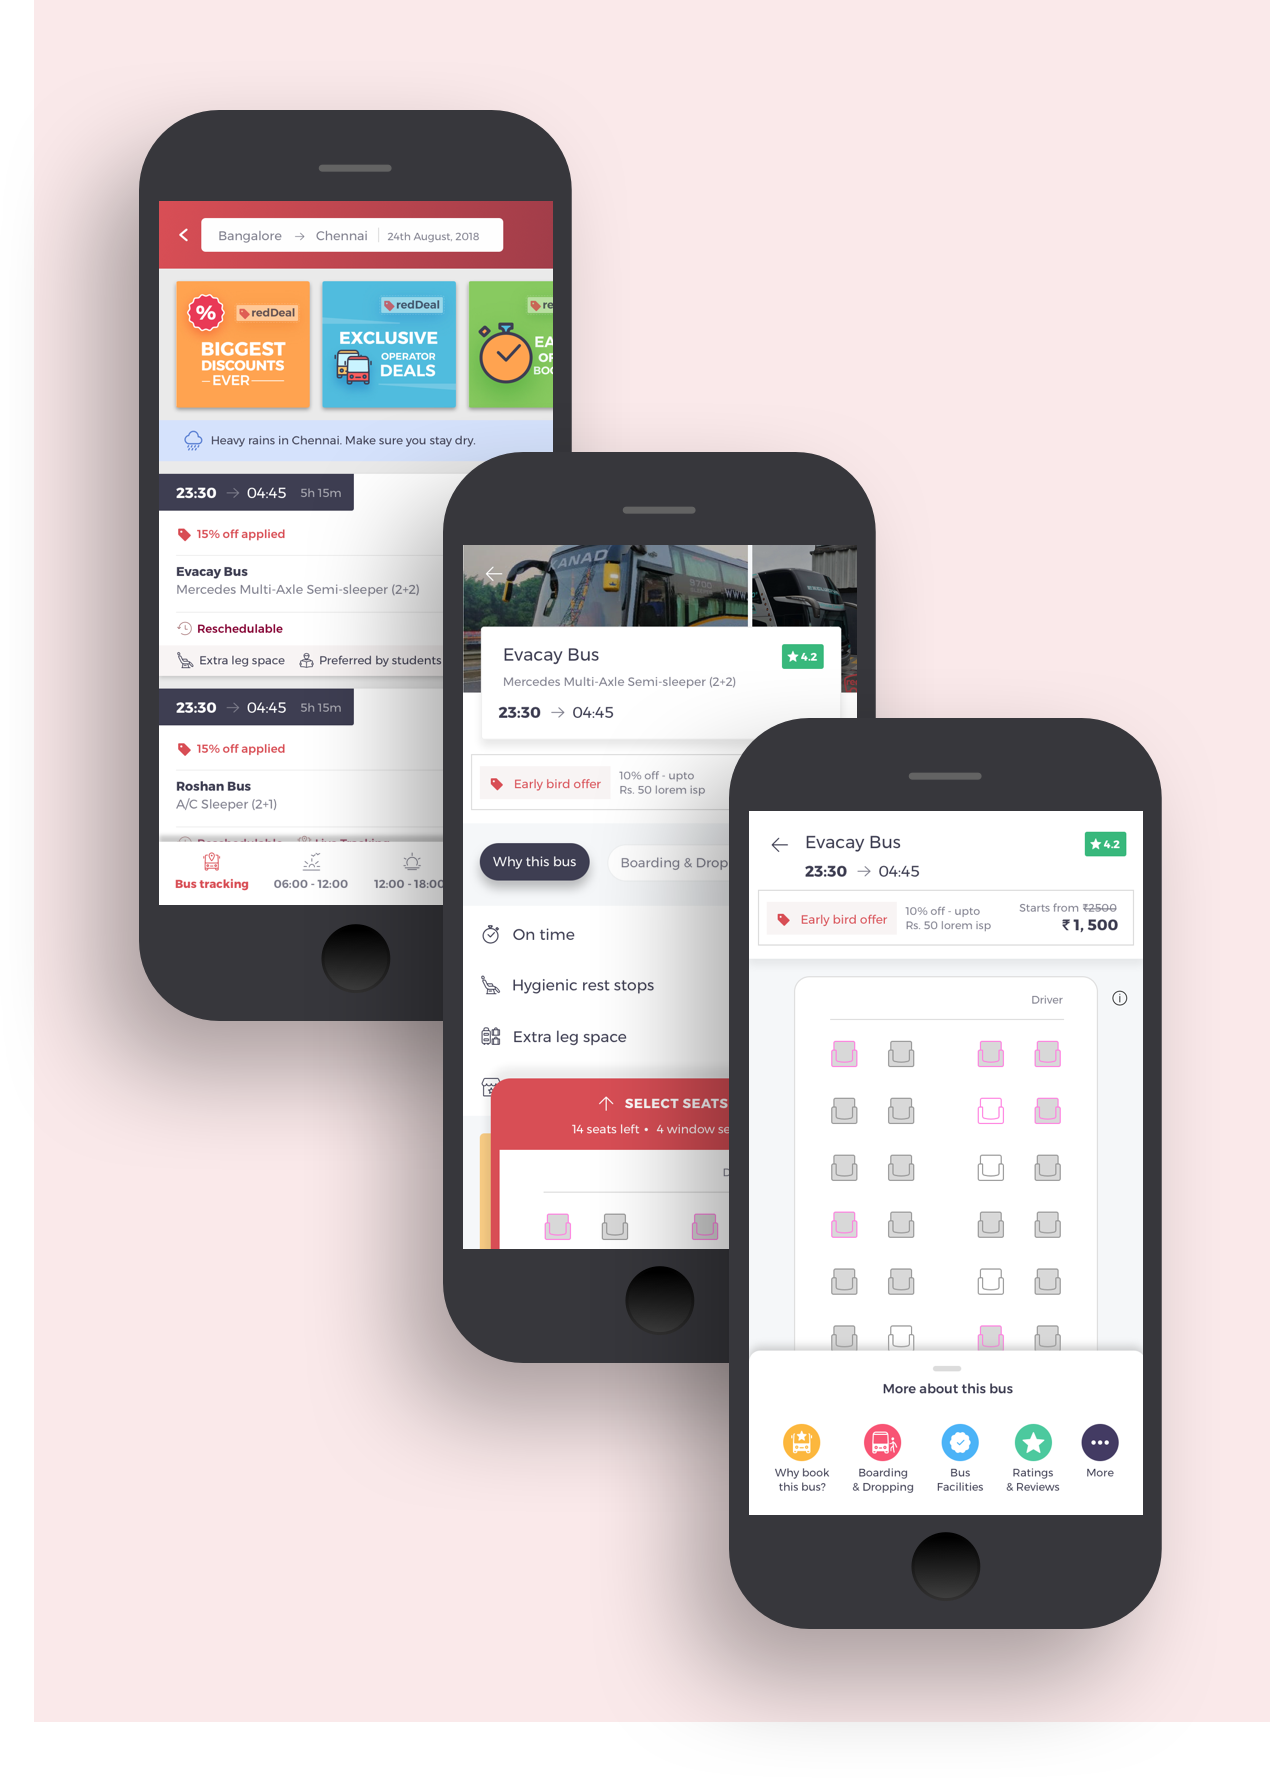 Bangalore → Chennai | 24th August, 2018
% redDeal
BIGGEST
DISCOUNTS
EVER
redDeal
EXCLUSIVE
OPERATOR
DEALS
Heavy rains in Chennai. Make sure you stay dry.
23:30 → 04:45 5h 15m
15% off applied
Evacay Bus
Mercedes Multi-Axle Semi-sleeper (2+2)
Reschedulable
Extra leg space Preferred by students
23:30 → 04:45 5h 15m
15% off applied
Roshan Bus
A/C Sleeper (2+1)
Reschedulable Live Tracking
Bus tracking 06:00 - 12:00 12:00 - 18:00
KANAD
9700
Evacay Bus
4.2
Mercedes Multi-Axle Semi-sleeper (2+2)
23:30 → 04:45
Early bird offer
10% off - upto
Rs. 50 lorem isp
Why this bus
Boarding & Drop
On time
Hygienic rest stops
Extra leg space
SELECT SEATS
14 seats left • 4 window se
Evacay Bus
4.2
23:30 → 04:45
Early bird offer
10% off - upto
Rs. 50 lorem isp
Starts from ₹2500
₹ 1, 500
Driver
More about this bus
Why book
this bus?
Boarding
& Dropping
Bus
Facilities
Ratings
& Reviews
More